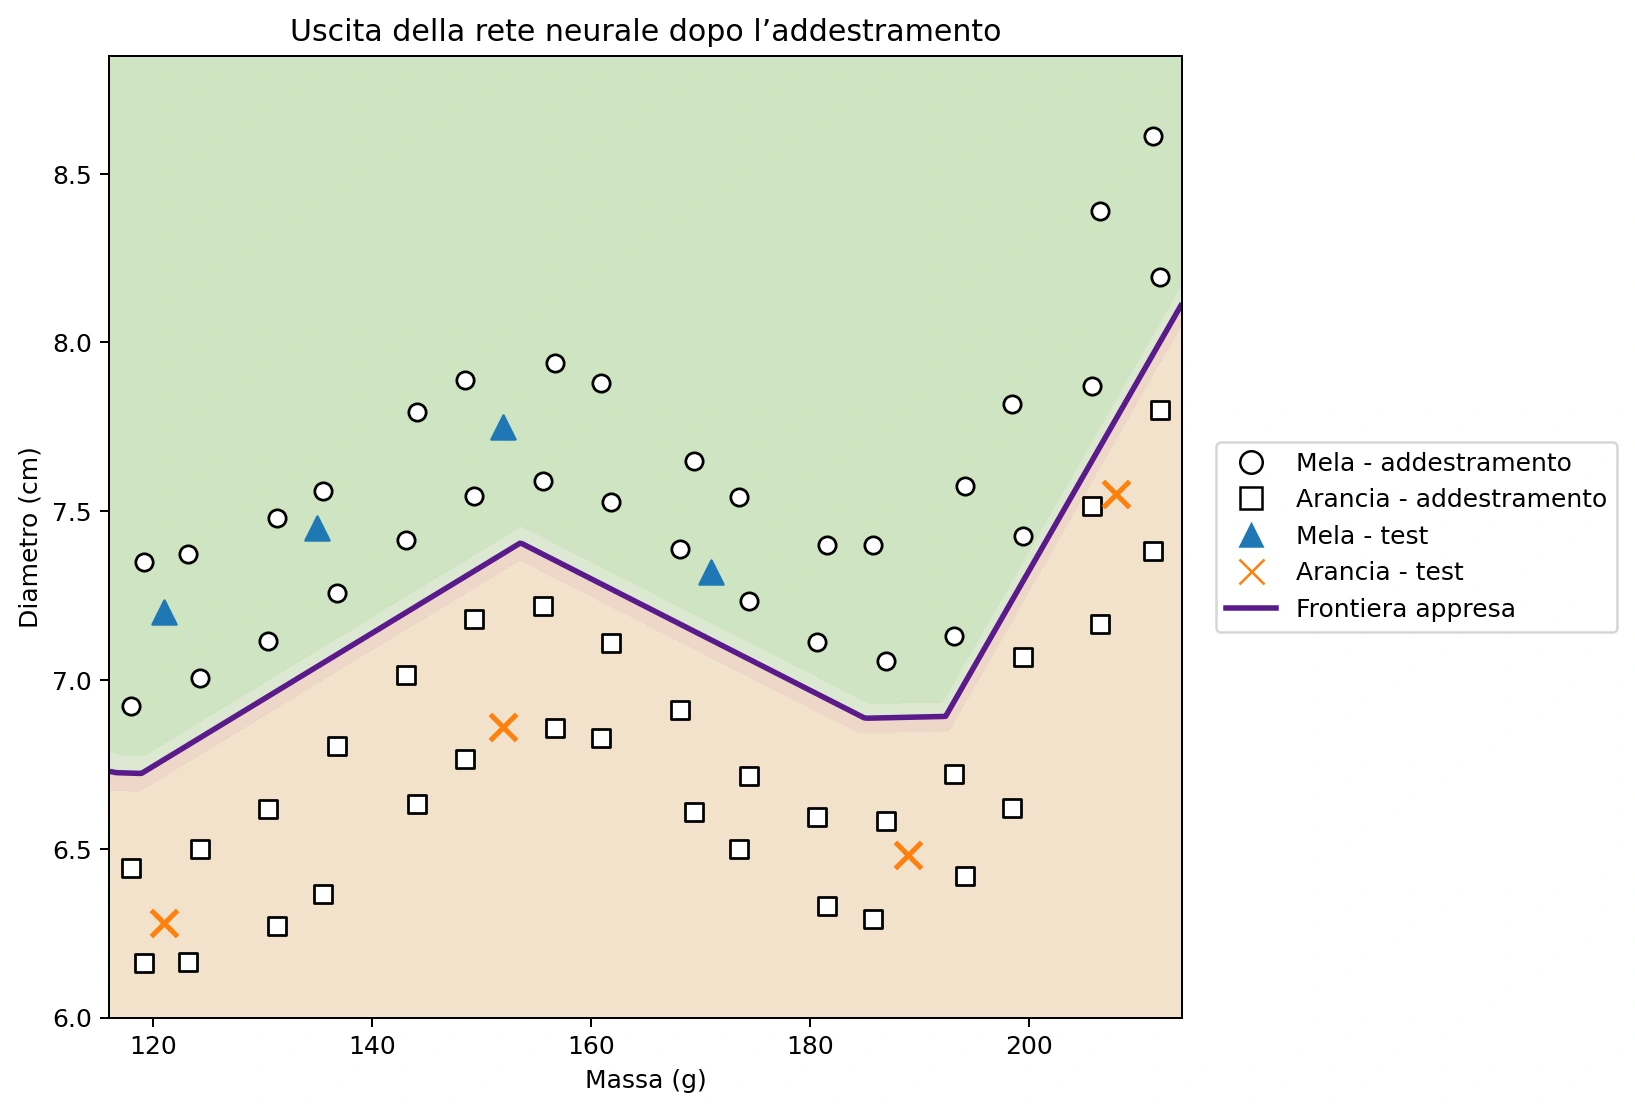 Uscita della rete neurale dopo l’addestramento
Diametro (cm)
8.5
8.0
7.5
7.0
6.5
6.0
120 140 160 180 200
Massa (g)
Mela - addestramento
Arancia - addestramento
Mela - test
Arancia - test
Frontiera appresa